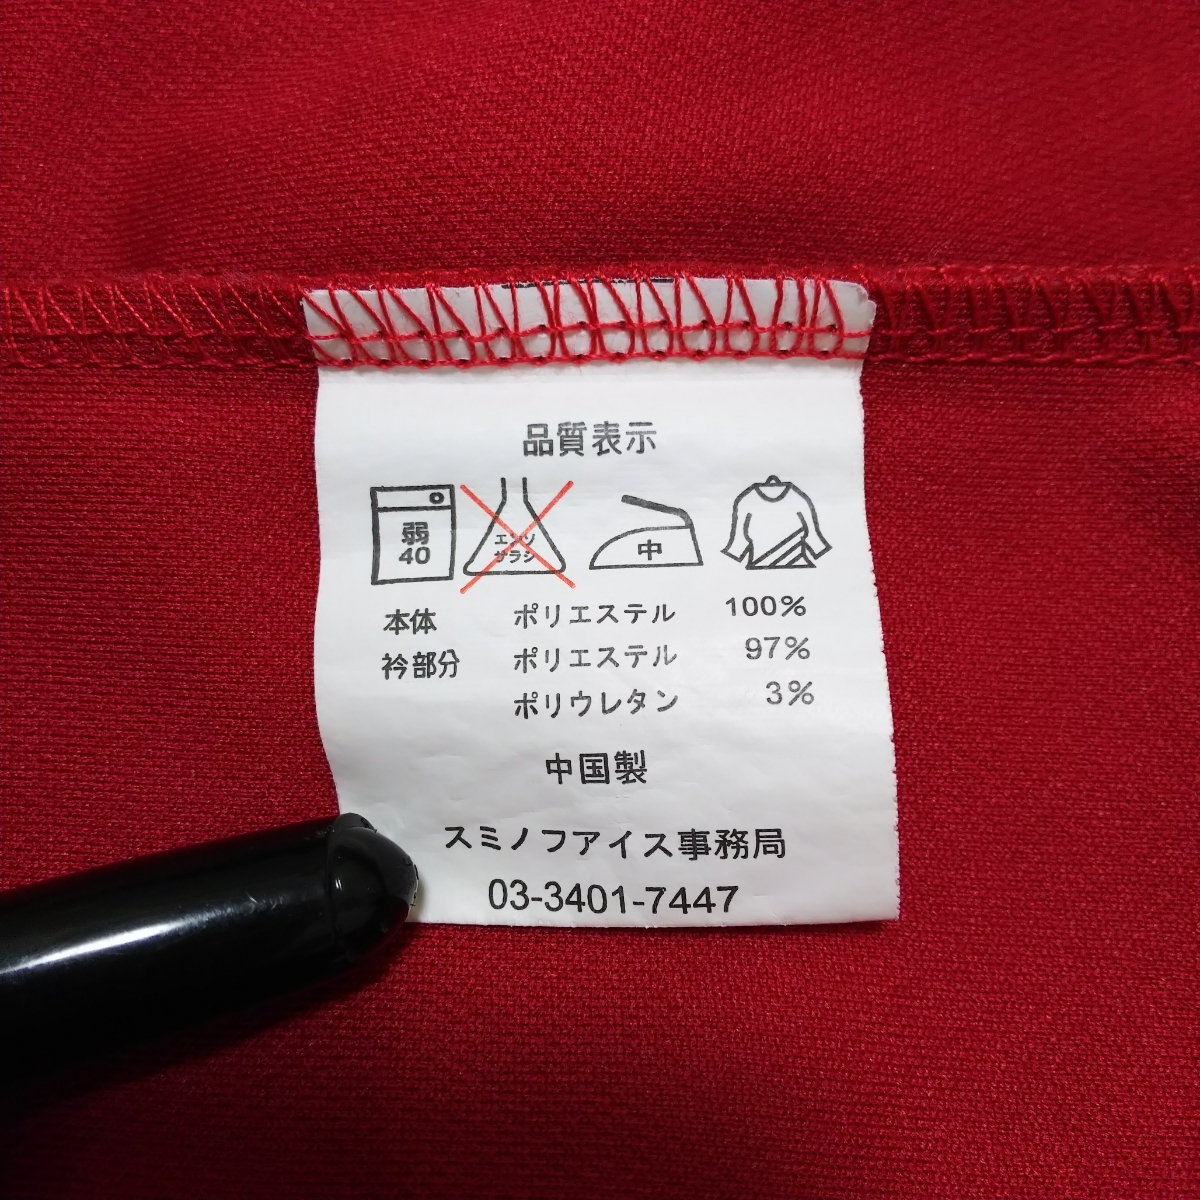 品質表示
弱
40
エンソ
サラシ
中
本体 ポリエステル 100%
衿部分 ポリエステル 97%
ポリウレタン 3%
中国製
スミノフアイス事務局
03-3401-7447